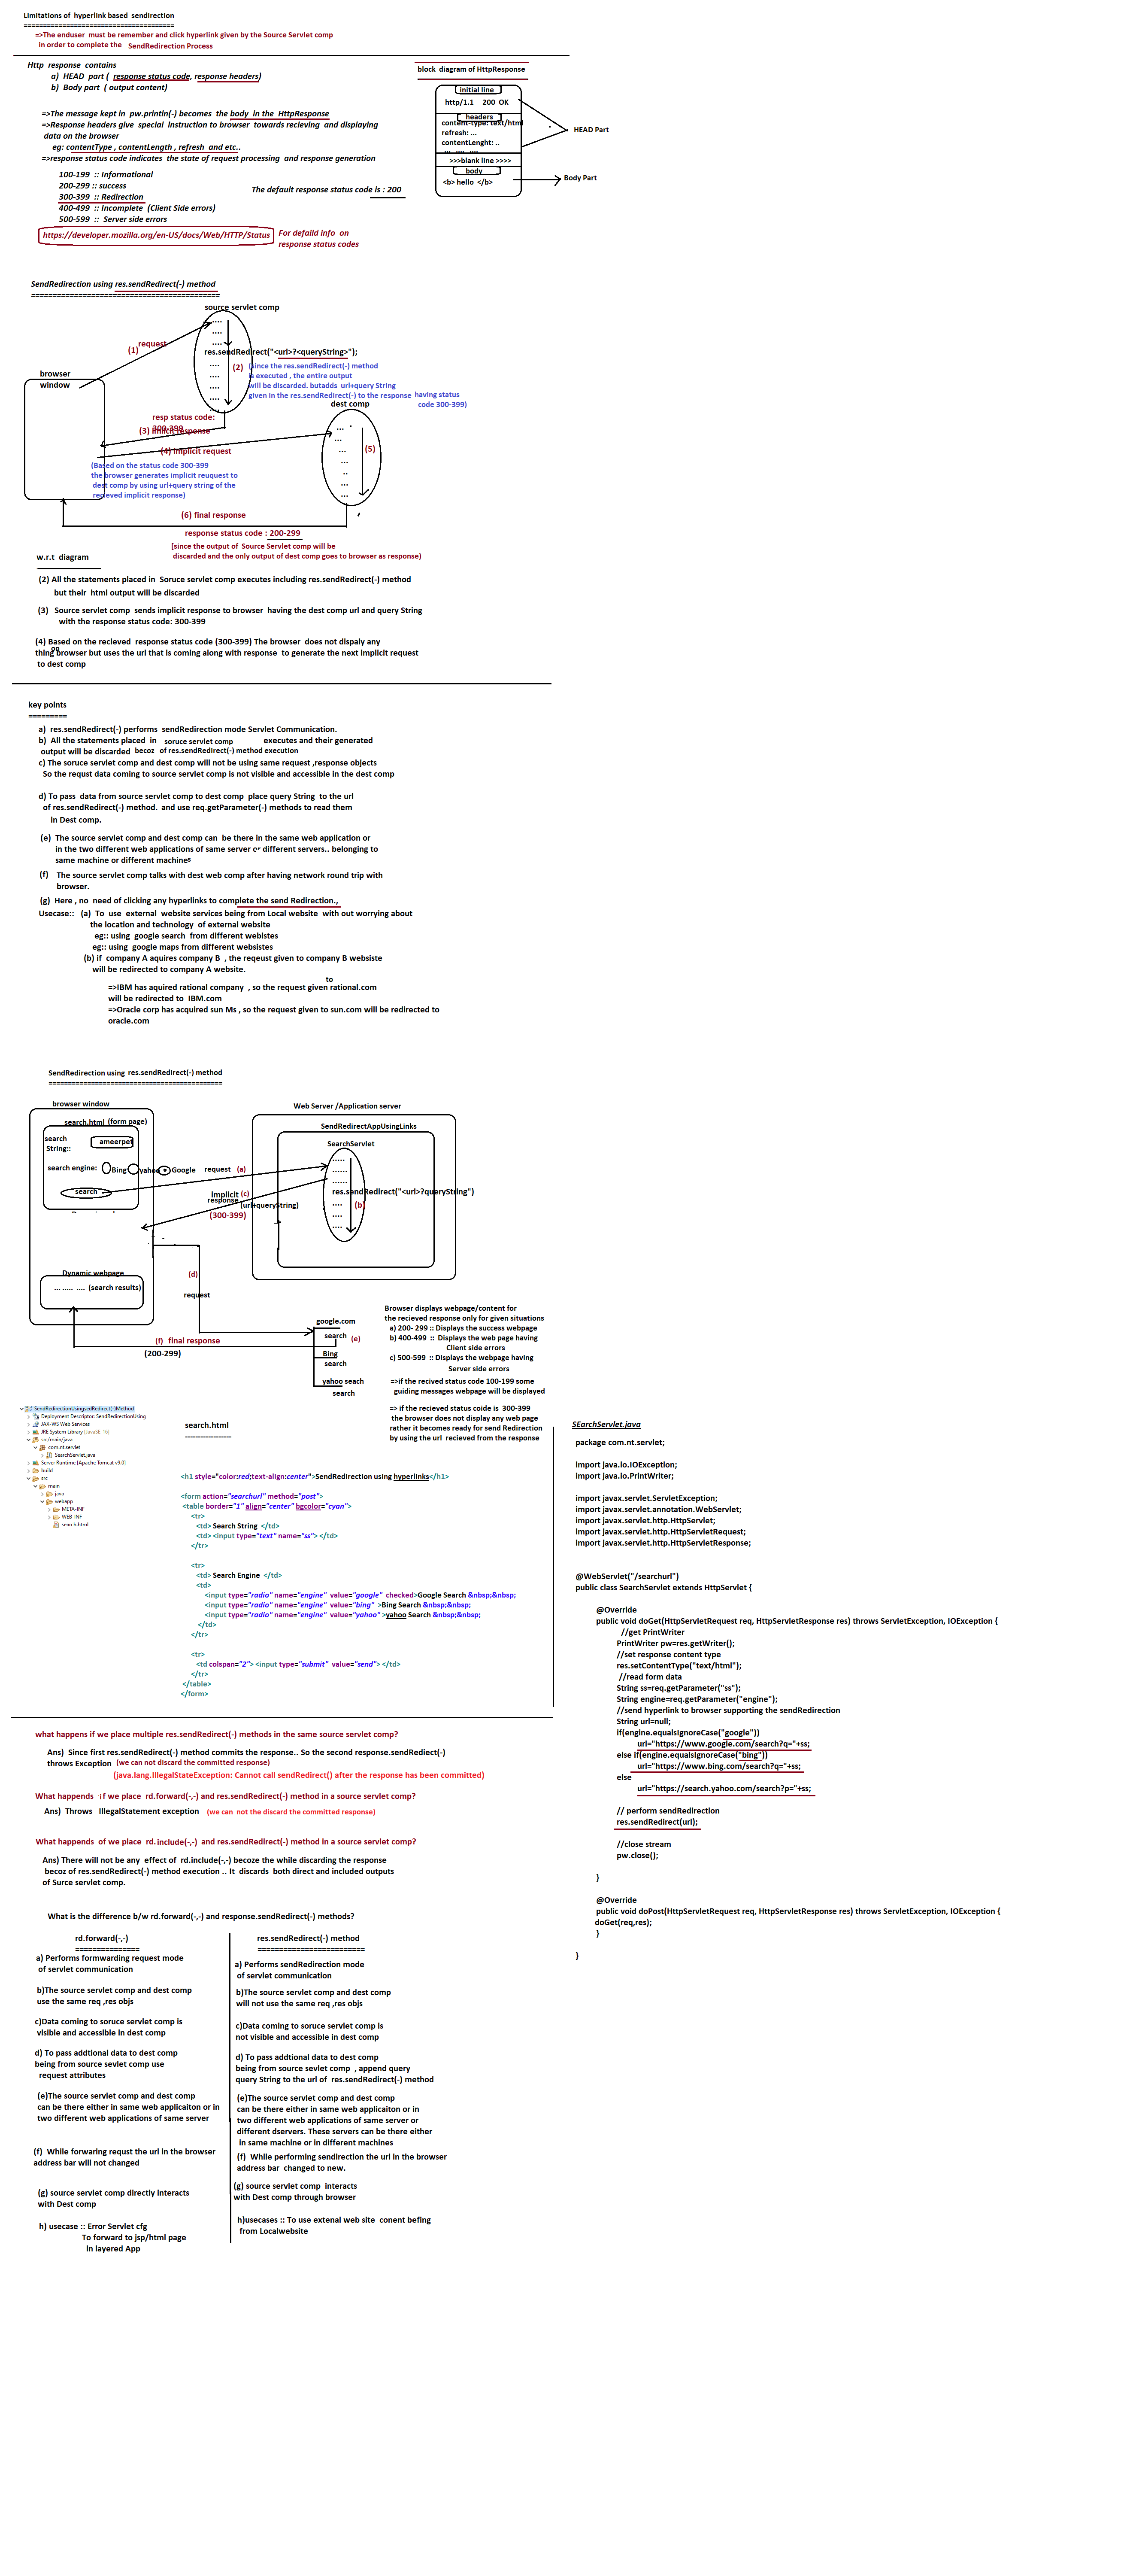 Limitations of hyperlink based sendirection
=======================================
=>The enduser must be remember and click hyperlink given by the Source Servlet comp
in order to complete the SendRedirection Process
Http response contains
a) HEAD part ( response status code, response headers)
b) Body part ( output content)
=>The message kept in pw.println(-) becomes the body in the HttpResponse
=>Response headers give special instruction to browser towards recieving and displaying
data on the browser
eg: contentType , contentLength , refresh and etc..
=>response status code indicates the state of request processing and response generation
100-199 :: Informational
200-299 :: success
300-399 :: Redirection
400-499 :: Incomplete (Client Side errors)
500-599 :: Server side errors
The default response status code is : 200
https://developer.mozilla.org/en-US/docs/Web/HTTP/Status
For defaild info on
response status codes
block diagram of HttpResponse
initial line
http/1.1 200 OK
headers
content-type: text/html
refresh: ...
contentLenght: ..
.... ..... ....
>>>blank line >>>>
body
<b> hello </b>
HEAD Part
Body Part
SendRedirection using res.sendRedirect(-) method
============================================
source servlet comp
....
....
....
res.sendRedirect("<url>?<queryString>");
....
....
....
....
....
(1)
request
browser
window
(2)
(since the res.sendRedirect(-) method
is executed , the entire output
will be discarded. butadds url+query String
given in the res.sendRedirect(-) to the response having status
code 300-399)
dest comp
resp status code:
300-399
(3) implicit response
(4) implicit request
(5)
... .
...
...
...
..
...
...
(Based on the status code 300-399
the browser generates implicit reuquest to
dest comp by using url+query string of the
recieved implicit response)
(6) final response
response status code : 200-299
[since the output of Source Servlet comp will be
discarded and the only output of dest comp goes to browser as response)
w.r.t diagram
(2) All the statements placed in Soruce servlet comp executes including res.sendRedirect(-) method
but their html output will be discarded
(3) Source servlet comp sends implicit response to browser having the dest comp url and query String
with the response status code: 300-399
(4) Based on the recieved response status code (300-399) The browser does not dispaly any
thing on browser but uses the url that is coming along with response to generate the next implicit request
to dest comp
key points
=========
a) res.sendRedirect(-) performs sendRedirection mode Servlet Communication.
b) All the statements placed in soruce servlet comp executes and their generated
output will be discarded becoz of res.sendRedirect(-) method execution
c) The soruce servlet comp and dest comp will not be using same request ,response objects
So the requst data coming to source servlet comp is not visible and accessible in the dest comp
d) To pass data from source servlet comp to dest comp place query String to the url
of res.sendRedirect(-) method. and use req.getParameter(-) methods to read them
in Dest comp.
(e) The source servlet comp and dest comp can be there in the same web application or
in the two different web applications of same server or different servers.. belonging to
same machine or different machines
(f) The source servlet comp talks with dest web comp after having network round trip with
browser.
(g) Here , no need of clicking any hyperlinks to complete the send Redirection.,
Usecase:: (a) To use external website services being from Local website with out worrying about
the location and technology of external website
eg:: using google search from different webistes
eg:: using google maps from different websistes
(b) if company A aquires company B , the reqeust given to company B websiste
will be redirected to company A website.
=>IBM has aquired rational company , so the request given to rational.com
will be redirected to IBM.com
=>Oracle corp has acquired sun Ms , so the request given to sun.com will be redirected to
oracle.com
SendRedirection using res.sendRedirect(-) method
=============================================
browser window
search.html (form page)
search
String::
ameerpet
search engine:
Bing
yahoo
Google
search
Dynamic webpage
... ..... .... (search results)
Web Server /Application server
SendRedirectAppUsingLinks
SearchServlet
.....
......
......
res.sendRedirect("<url>?queryString")
....
....
....
(b)
request (a)
implicit (c)
response
(url+queryString)
(300-399)
(d)
request
google.com
search (e)
Bing
search
yahoo seach
search
(f) final response
(200-299)
Browser displays webpage/content for
the recieved response only for given situations
a) 200- 299 :: Displays the success webpage
b) 400-499 :: Displays the web page having
Client side errors
c) 500-599 :: Displays the webpage having
Server side errors
=>if the recived status code 100-199 some
guiding messages webpage will be displayed
=> if the recieved status coide is 300-399
the browser does not display any web page
rather it becomes ready for send Redirection
by using the url recieved from the response
SendRedirectionUsingsedRedirect(-)Method
Deployment Descriptor: SendRedirectionUsing
JAX-WS Web Services
JRE System Library [JavaSE-16]
src/main/java
com.nt.servlet
SearchServlet.java
Server Runtime [Apache Tomcat v9.0]
build
src
main
java
webapp
META-INF
WEB-INF
search.html
search.html
------------------
<h1 style="color:red;text-align:center">SendRedirection using hyperlinks</h1>
<form action="searchurl" method="post">
<table border="1" align="center" bgcolor="cyan">
<tr>
<td> Search String </td>
<td> <input type="text" name="ss"> </td>
</tr>
<tr>
<td> Search Engine </td>
<td>
<input type="radio" name="engine" value="google" checked>Google Search &nbsp;&nbsp;
<input type="radio" name="engine" value="bing" >Bing Search &nbsp;&nbsp;
<input type="radio" name="engine" value="yahoo" >yahoo Search &nbsp;&nbsp;
</td>
</tr>
<tr>
<td colspan="2"> <input type="submit" value="send"> </td>
</tr>
</table>
</form>
SEarchServlet.java
package com.nt.servlet;
import java.io.IOException;
import java.io.PrintWriter;
import javax.servlet.ServletException;
import javax.servlet.annotation.WebServlet;
import javax.servlet.http.HttpServlet;
import javax.servlet.http.HttpServletRequest;
import javax.servlet.http.HttpServletResponse;
@WebServlet("/searchurl")
public class SearchServlet extends HttpServlet {
@Override
public void doGet(HttpServletRequest req, HttpServletResponse res) throws ServletException, IOException {
//get PrintWriter
PrintWriter pw=res.getWriter();
//set response content type
res.setContentType("text/html");
//read form data
String ss=req.getParameter("ss");
String engine=req.getParameter("engine");
//send hyperlink to browser supporting the sendRedirection
String url=null;
if(engine.equalsIgnoreCase("google"))
url="https://www.google.com/search?q="+ss;
else if(engine.equalsIgnoreCase("bing"))
url="https://www.bing.com/search?q="+ss;
else
url="https://search.yahoo.com/search?p="+ss;
// perform sendRedirection
res.sendRedirect(url);
//close stream
pw.close();
}
@Override
public void doPost(HttpServletRequest req, HttpServletResponse res) throws ServletException, IOException {
doGet(req,res);
}
}
what happens if we place multiple res.sendRedirect(-) methods in the same source servlet comp?
Ans) Since first res.sendRedirect(-) method commits the response.. So the second response.sendRediect(-)
throws Exception (we can not discard the committed response)
(java.lang.IllegalStateException: Cannot call sendRedirect() after the response has been committed)
What happends if we place rd.forward(-,-) and res.sendRedirect(-) method in a source servlet comp?
Ans) Throws IllegalStatement exception (we can not the discard the committed response)
What happends of we place rd.include(-,-) and res.sendRedirect(-) method in a source servlet comp?
Ans) There will not be any effect of rd.include(-,-) becoze the while discarding the response
becoz of res.sendRedirect(-) method execution .. It discards both direct and included outputs
of Surce servlet comp.
What is the difference b/w rd.forward(-,-) and response.sendRedirect(-) methods?
rd.forward(-,-)
===============
a) Performs formwarding request mode
of servlet communication
b)The source servlet comp and dest comp
use the same req ,res objs
c)Data coming to soruce servlet comp is
visible and accessible in dest comp
d) To pass addtional data to dest comp
being from source sevlet comp use
request attributes
(e)The source servlet comp and dest comp
can be there either in same web applicaiton or in
two different web applications of same server
(f) While forwaring requst the url in the browser
address bar will not changed
(g) source servlet comp directly interacts
with Dest comp
h) usecase :: Error Servlet cfg
To forward to jsp/html page
in layered App
res.sendRedirect(-) method
=========================
a) Performs sendRedirection mode
of servlet communication
b)The source servlet comp and dest comp
will not use the same req ,res objs
c)Data coming to soruce servlet comp is
not visible and accessible in dest comp
d) To pass addtional data to dest comp
being from source sevlet comp , append query
query String to the url of res.sendRedirect(-) method
(e)The source servlet comp and dest comp
can be there either in same web applicaiton or in
two different web applications of same server or
different dservers. These servers can be there either
in same machine or in different machines
(f) While performing sendirection the url in the browser
address bar changed to new.
(g) source servlet comp interacts
with Dest comp through browser
h)usecases :: To use extenal web site conent befing
from Localwebsite